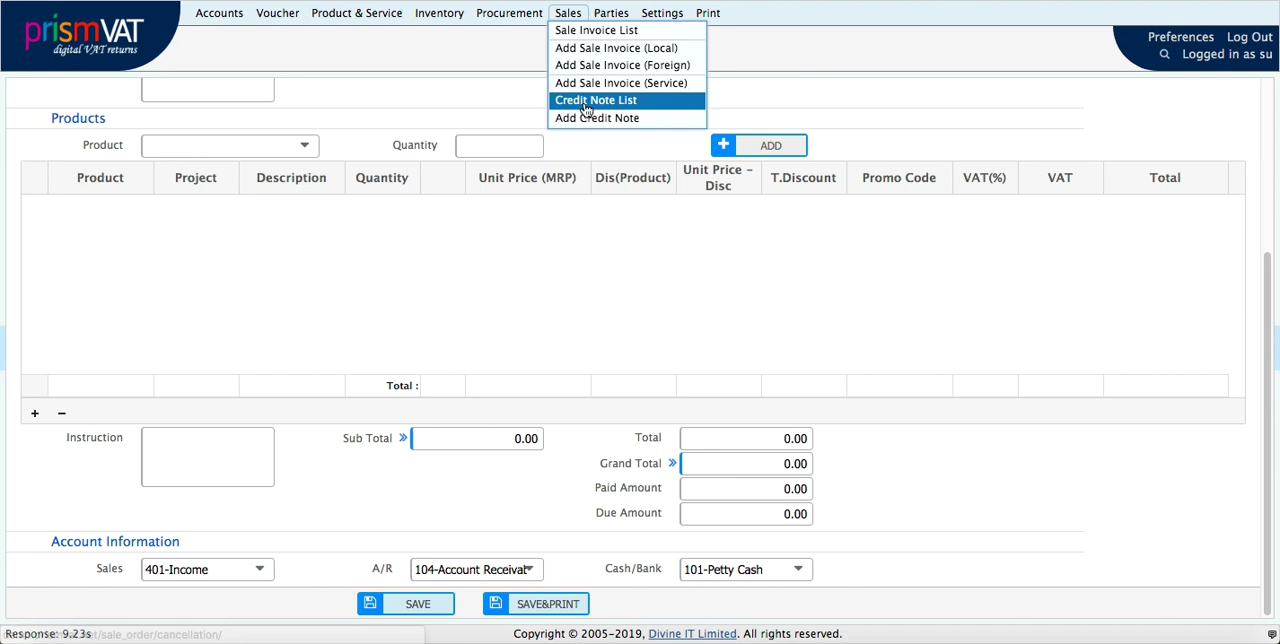 prismVAT
digital VAT returns
Accounts Voucher Product & Service Inventory Procurement Sales Parties Settings Print
Preferences Log Out
Logged in as su
Sale Invoice List
Add Sale Invoice (Local)
Add Sale Invoice (Foreign)
Add Sale Invoice (Service)
Credit Note List
Add Credit Note
Products
Product Quantity ADD
Product Project Description Quantity Unit Price (MRP) Dis(Product) Unit Price - Disc T.Discount Promo Code VAT(%) VAT Total
Total :
+ −
Instruction Sub Total » 0.00 Total 0.00
Grand Total » 0.00
Paid Amount 0.00
Due Amount 0.00
Account Information
Sales 401-Income A/R 104-Account Receivat Cash/Bank 101-Petty Cash
SAVE SAVE&PRINT
Response: 9.23s et/sale_order/cancellation/ Copyright © 2005-2019, Divine IT Limited. All rights reserved.